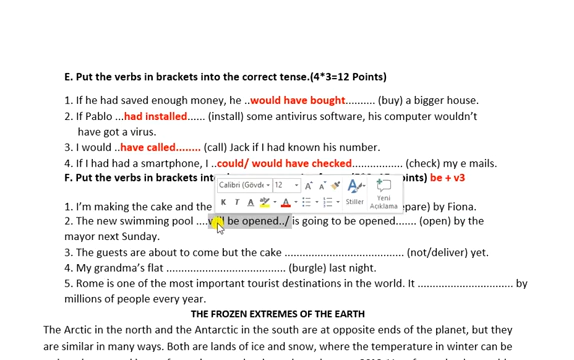 E. Put the verbs in brackets into the correct tense.(4*3=12 Points)
1. If he had saved enough money, he ..would have bought.......... (buy) a bigger house.
2. If Pablo ...had installed...... (install) some antivirus software, his computer wouldn't
have got a virus.
3. I would ..have called........ (call) Jack if I had known his number.
4. If I had had a smartphone, I ..could/ would have checked................. (check) my e mails.
F. Put the verbs in brackets into oints) be + v3
Calibri (Gövde 12
K T A Stiller
Yeni
Açıklama
1. I'm making the cake and the epare) by Fiona.
2. The new swimming pool ....will be opened../ is going to be opened....... (open) by the
mayor next Sunday.
3. The guests are about to come but the cake ....................................... (not/deliver) yet.
4. My grandma's flat ....................................... (burgle) last night.
5. Rome is one of the most important tourist destinations in the world. It ............................... by
millions of people every year.
THE FROZEN EXTREMES OF THE EARTH
The Arctic in the north and the Antarctic in the south are at opposite ends of the planet, but they
are similar in many ways. Both are lands of ice and snow, where the temperature in winter can be